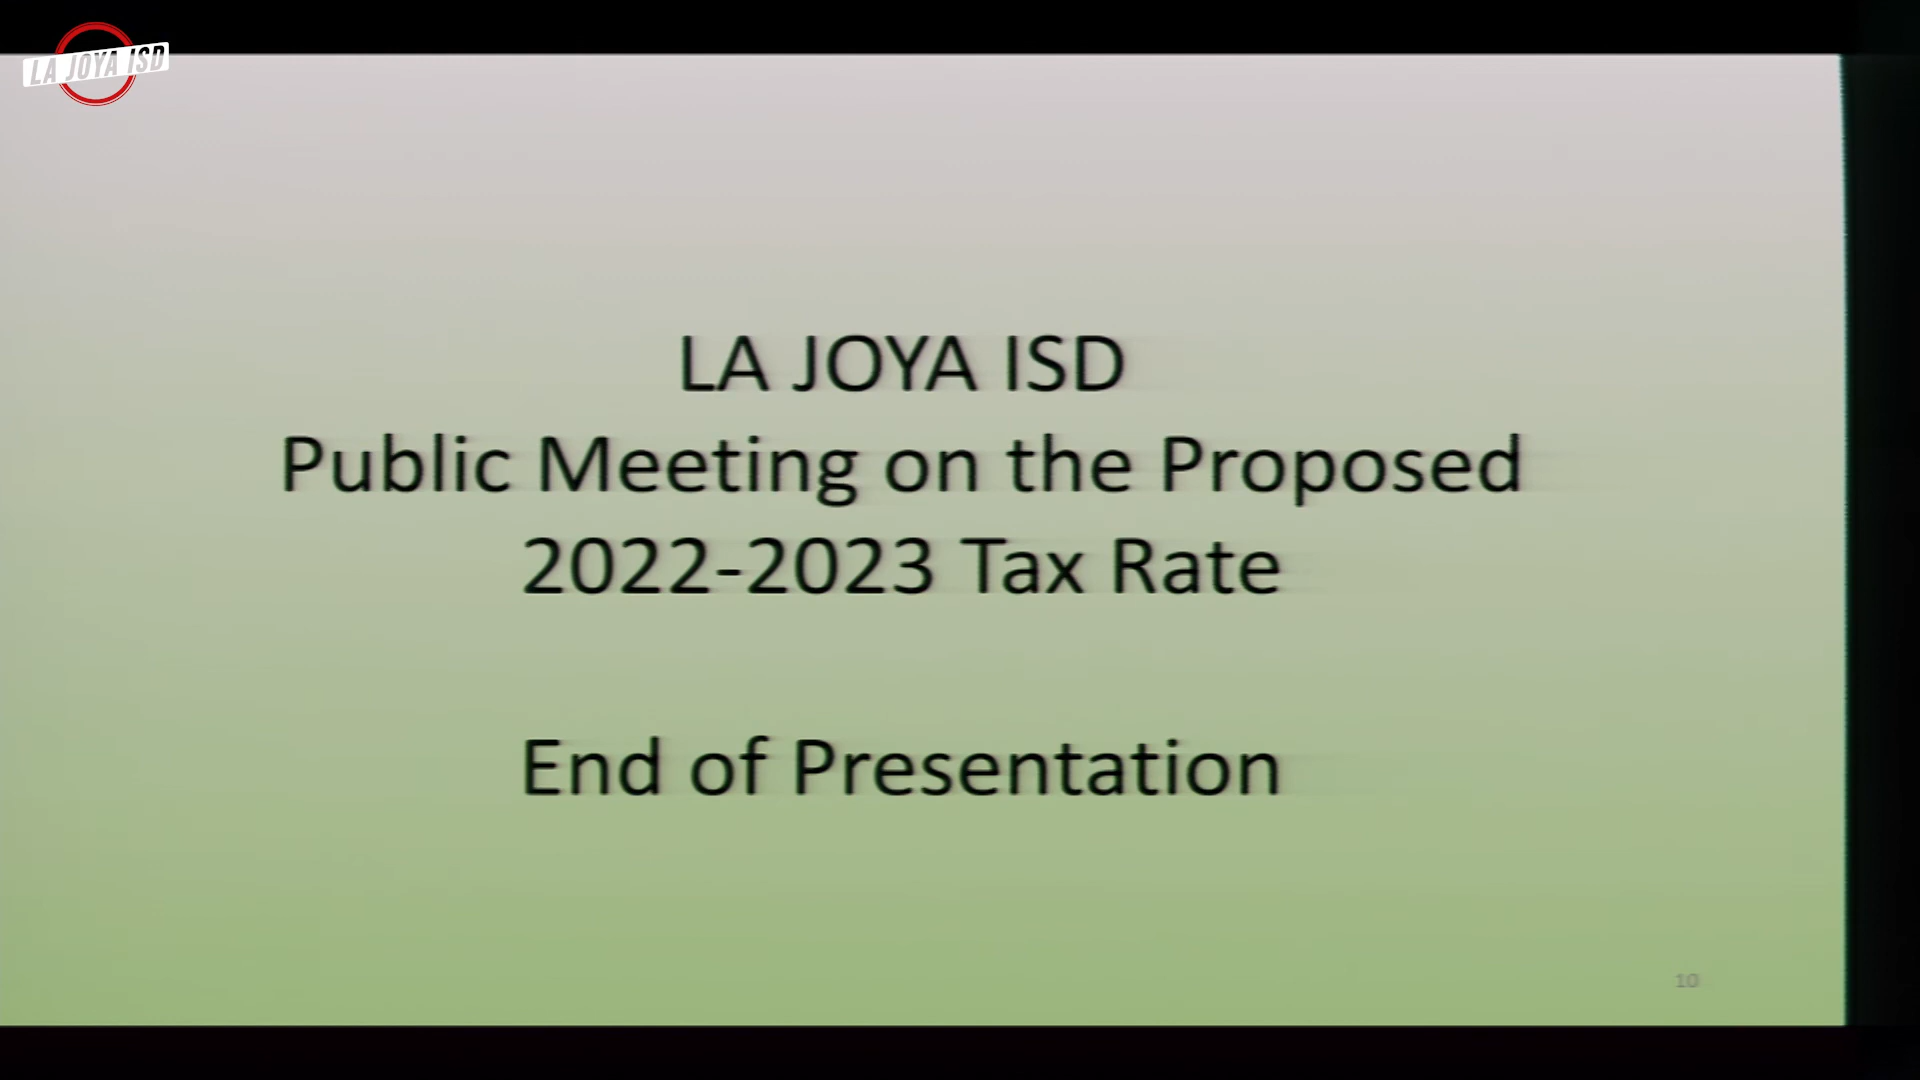 LA JOYA ISD
LA JOYA ISD
Public Meeting on the Proposed
2022-2023 Tax Rate
End of Presentation
10